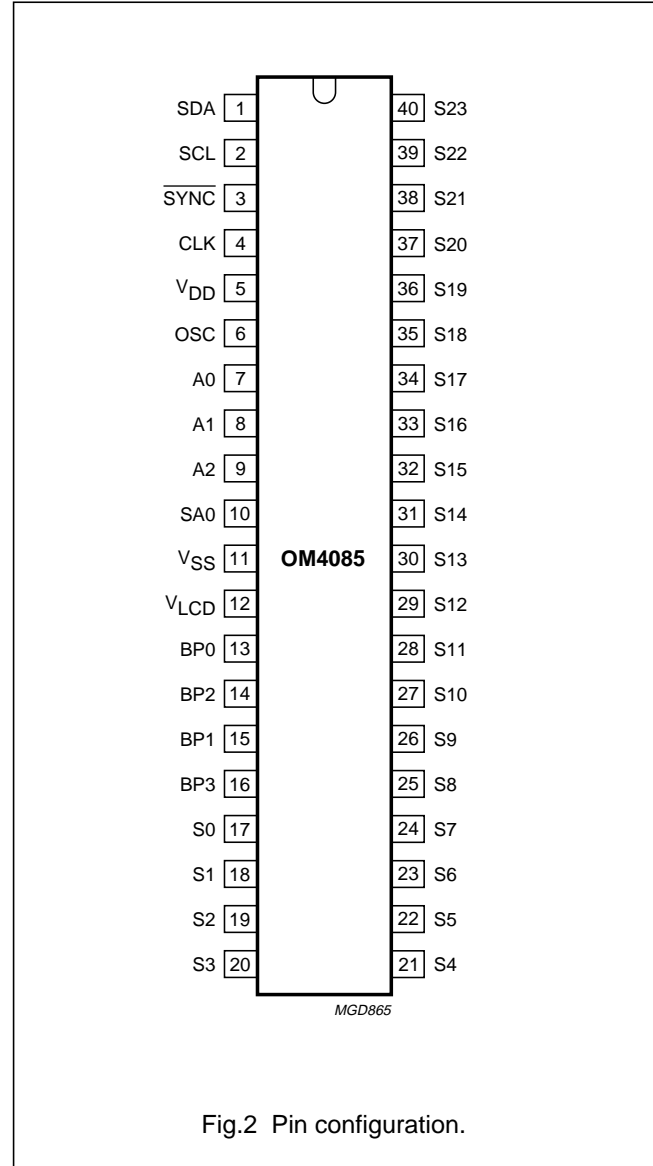 SDA 1 40 S23
SCL 2 39 S22
SYNC 3 38 S21
CLK 4 37 S20
VDD 5 36 S19
OSC 6 35 S18
A0 7 34 S17
A1 8 33 S16
A2 9 32 S15
SA0 10 31 S14
VSS 11 OM4085 30 S13
VLCD 12 29 S12
BP0 13 28 S11
BP2 14 27 S10
BP1 15 26 S9
BP3 16 25 S8
S0 17 24 S7
S1 18 23 S6
S2 19 22 S5
S3 20 21 S4
MGD865
Fig.2 Pin configuration.